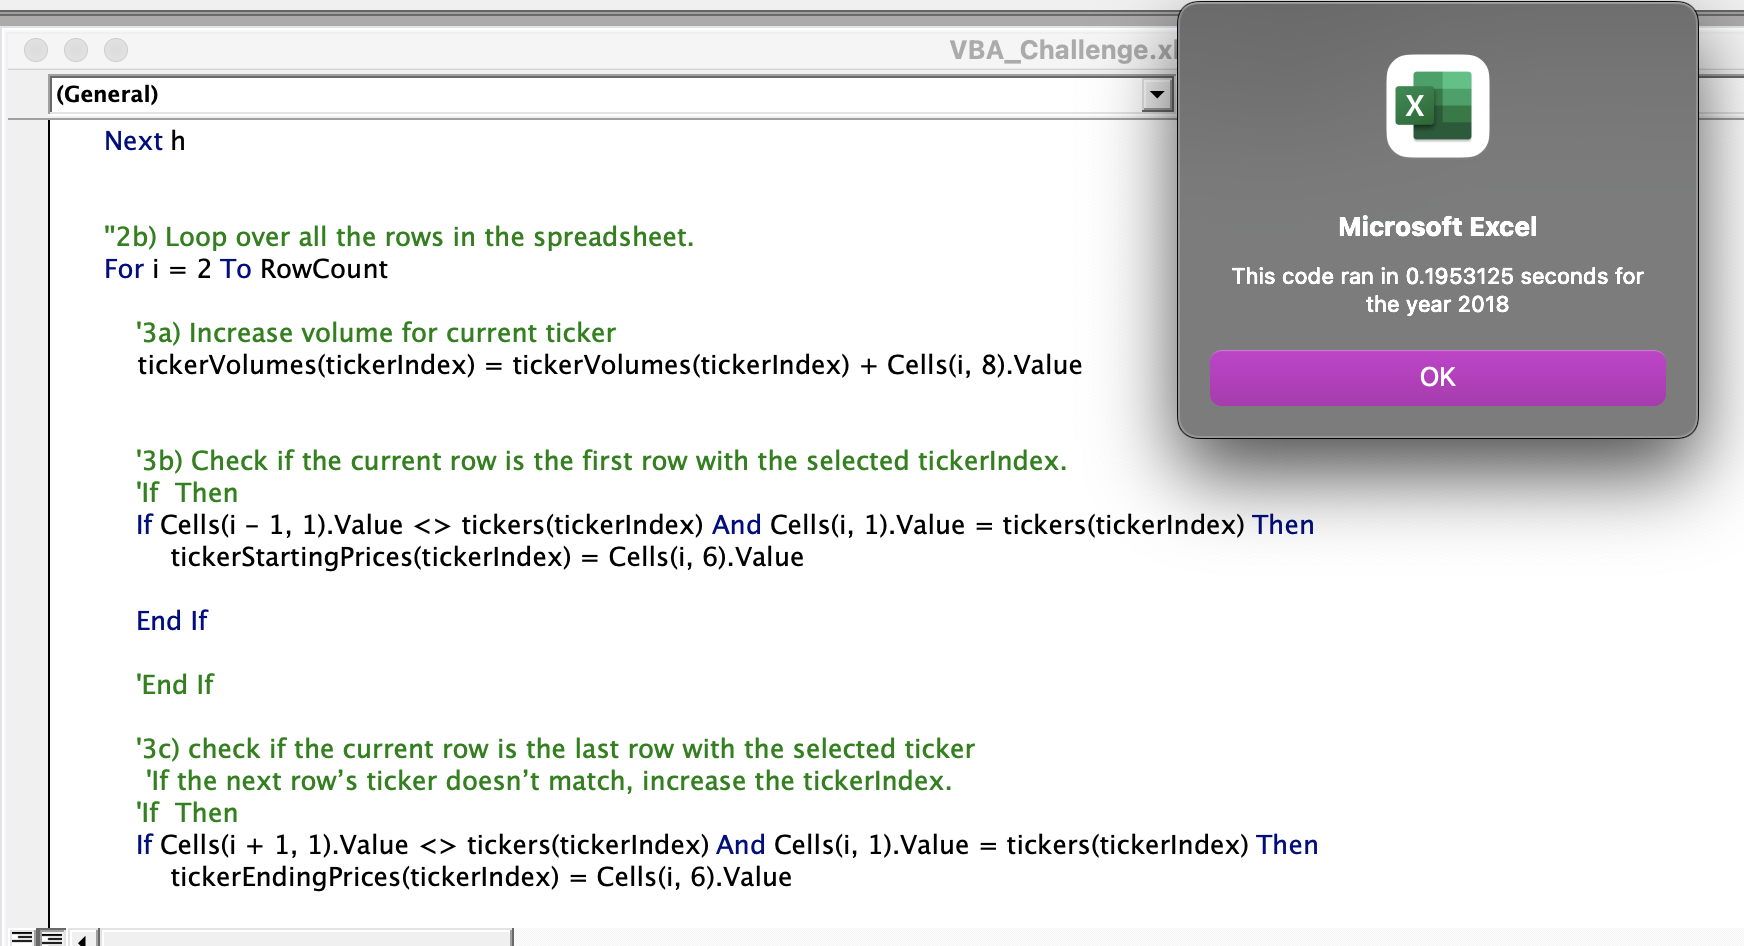 VBA_Challenge.xl
(General)
Next h
"2b) Loop over all the rows in the spreadsheet.
For i = 2 To RowCount
'3a) Increase volume for current ticker
tickerVolumes(tickerIndex) = tickerVolumes(tickerIndex) + Cells(i, 8).Value
'3b) Check if the current row is the first row with the selected tickerIndex.
'If  Then
If Cells(i - 1, 1).Value <> tickers(tickerIndex) And Cells(i, 1).Value = tickers(tickerIndex) Then
tickerStartingPrices(tickerIndex) = Cells(i, 6).Value
End If
'End If
'3c) check if the current row is the last row with the selected ticker
'If the next row’s ticker doesn’t match, increase the tickerIndex.
'If  Then
If Cells(i + 1, 1).Value <> tickers(tickerIndex) And Cells(i, 1).Value = tickers(tickerIndex) Then
tickerEndingPrices(tickerIndex) = Cells(i, 6).Value
X
Microsoft Excel
This code ran in 0.1953125 seconds for
the year 2018
OK